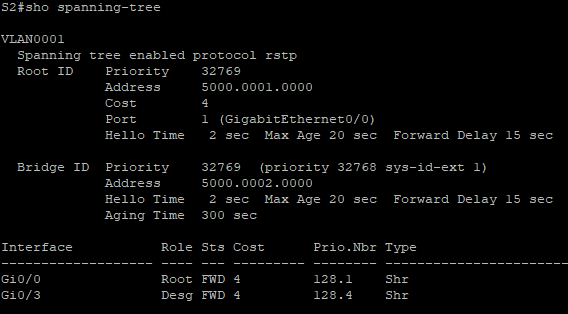 S2#sho spanning-tree

VLAN0001
  Spanning tree enabled protocol rstp
  Root ID    Priority    32769
             Address     5000.0001.0000
             Cost        4
             Port        1 (GigabitEthernet0/0)
             Hello Time   2 sec  Max Age 20 sec  Forward Delay 15 sec

  Bridge ID  Priority    32769  (priority 32768 sys-id-ext 1)
             Address     5000.0002.0000
             Hello Time   2 sec  Max Age 20 sec  Forward Delay 15 sec
             Aging Time  300 sec

Interface           Role Sts Cost      Prio.Nbr Type
------------------- ---- --- --------- -------- --------------------------------
Gi0/0               Root FWD 4         128.1    Shr
Gi0/3               Desg FWD 4         128.4    Shr